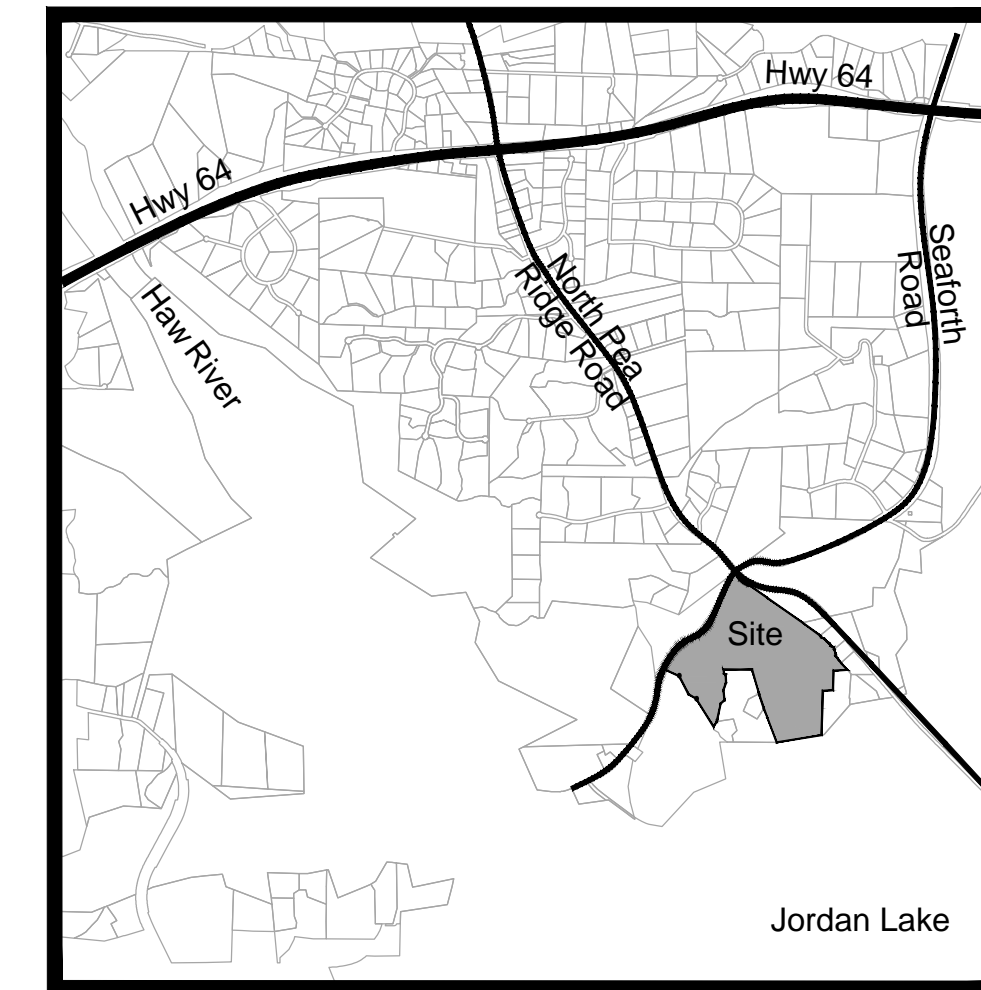 Hwy 64
Hwy 64
Seaforth
Road
North Pea
Ridge Road
Haw River
Site
Jordan Lake